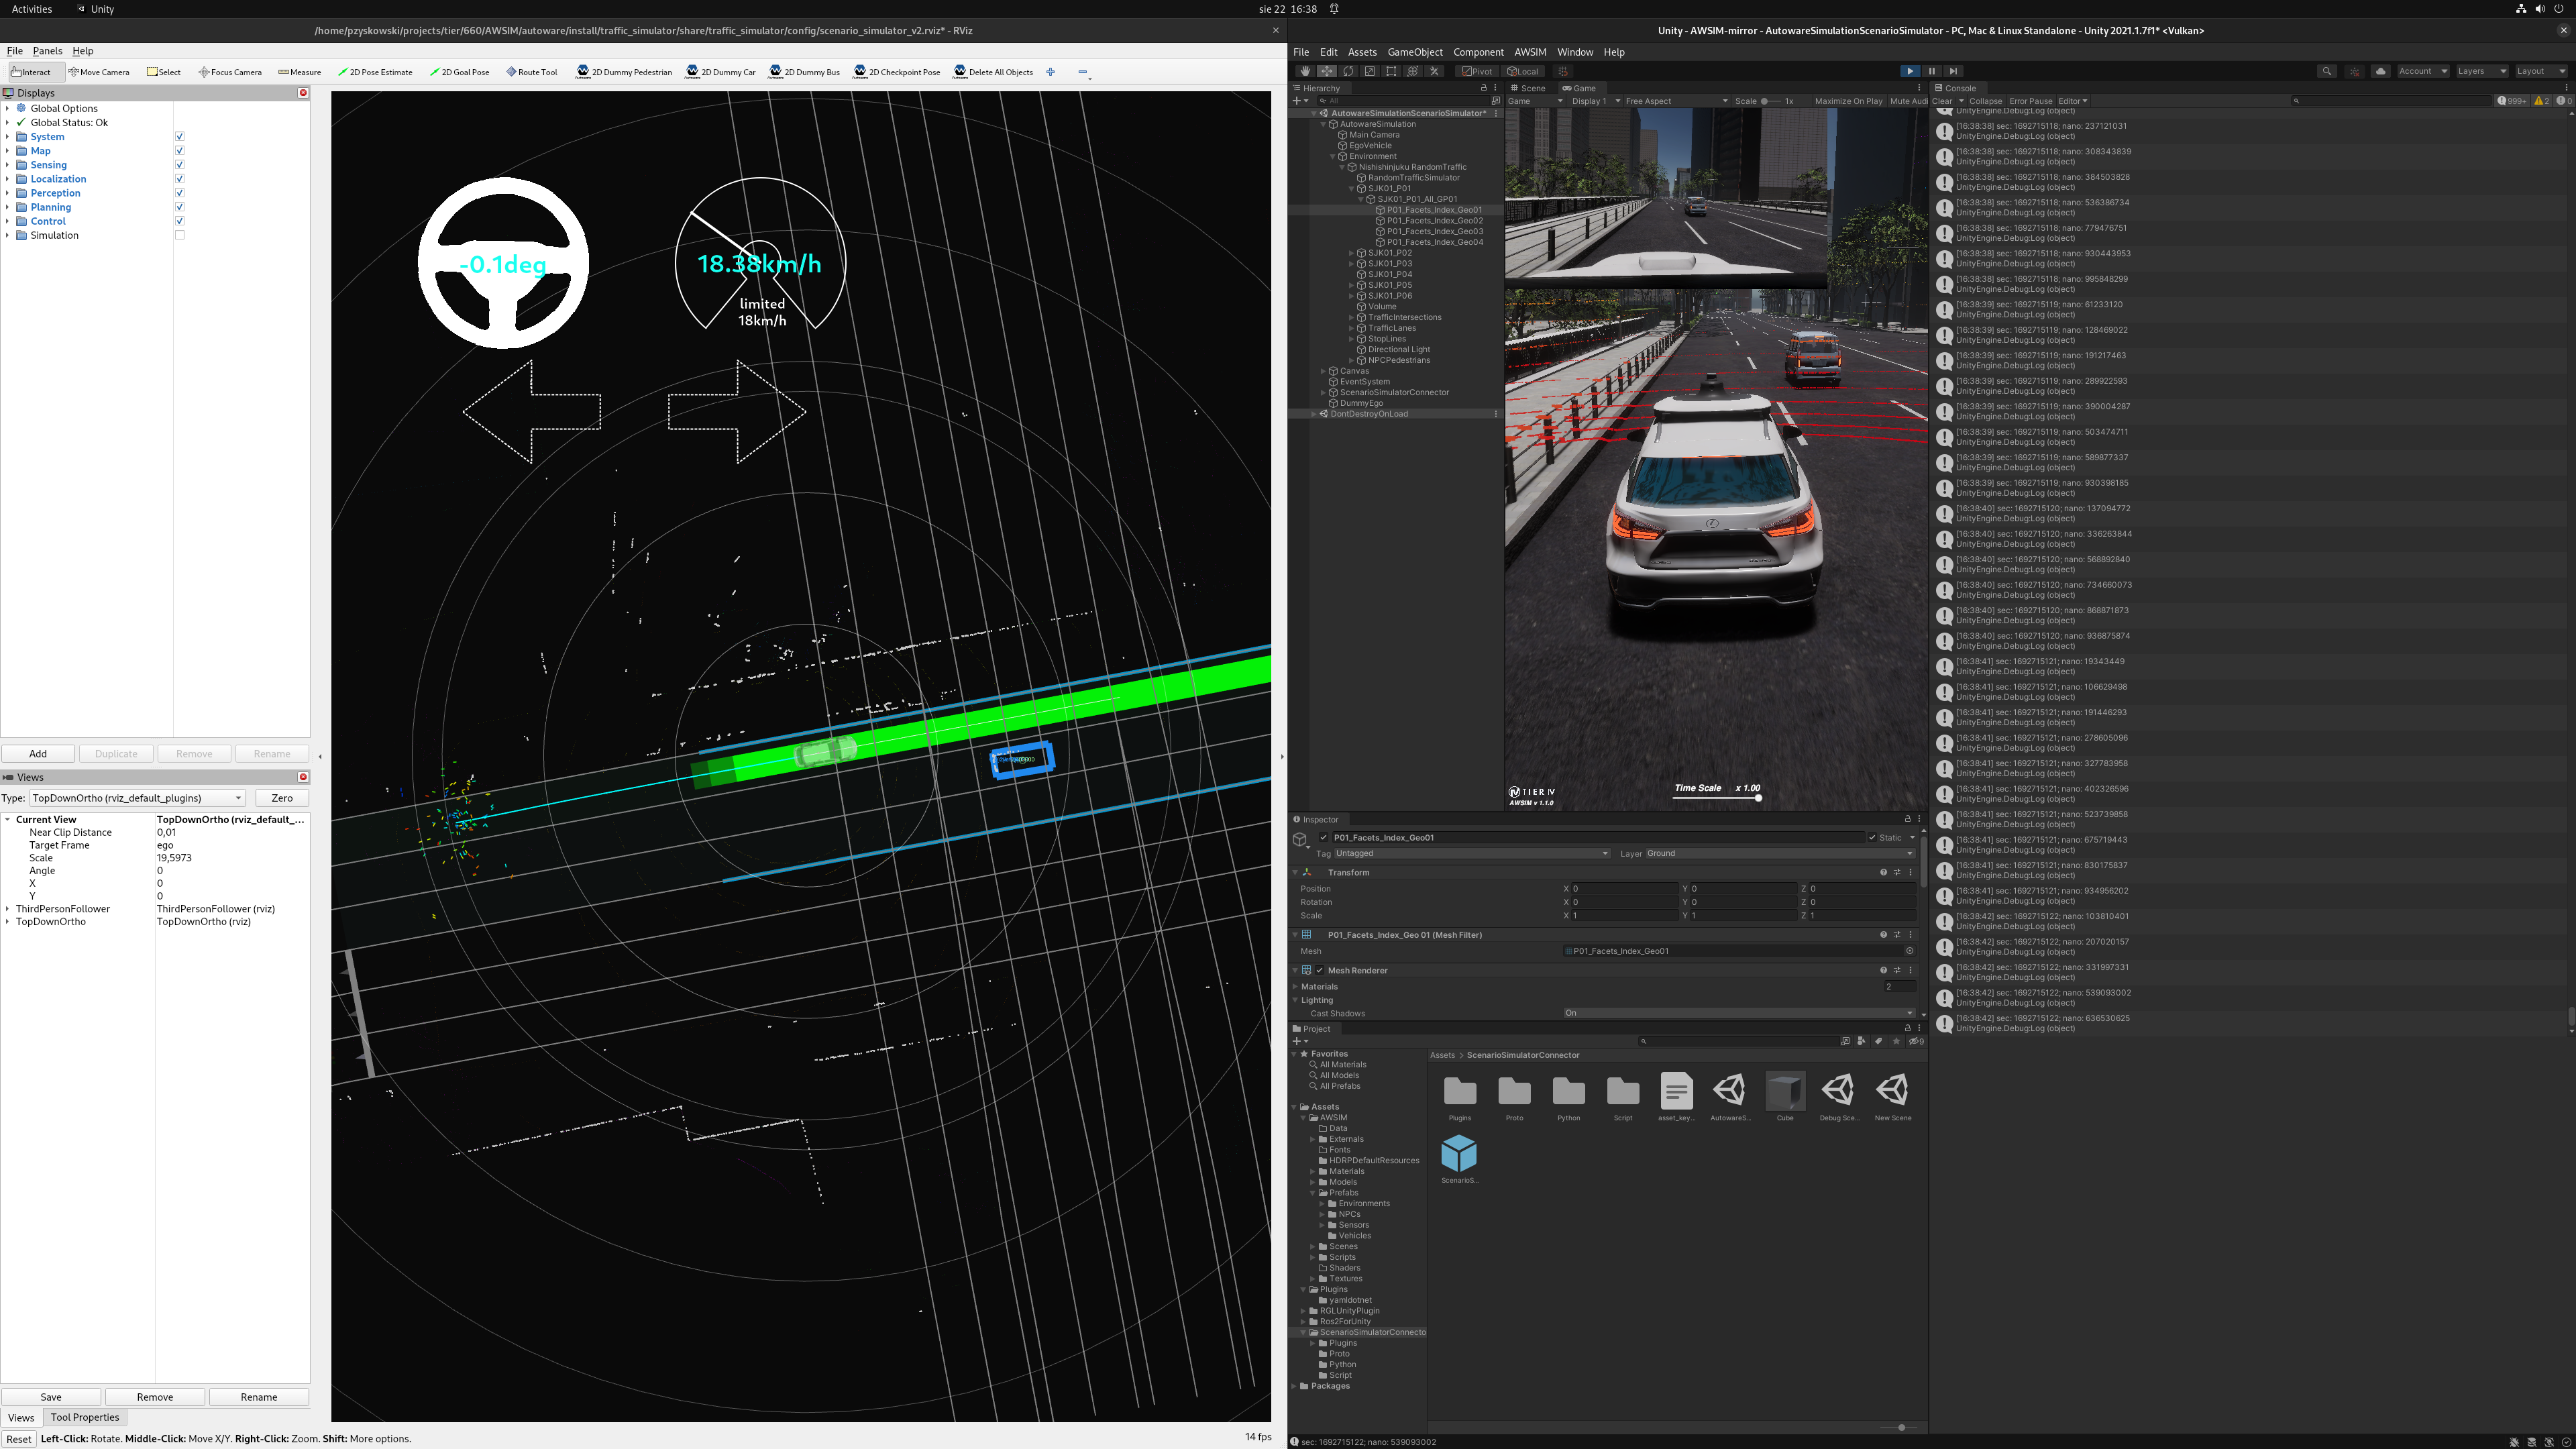 Activities
Unity
sie 22 16:38
/home/pzyskowski/projects/tier/660/AWSIM/autoware/install/traffic_simulator/share/traffic_simulator/config/scenario_simulator_v2.rviz* - RViz
File Panels Help
Interact Move Camera Select Focus Camera Measure 2D Pose Estimate 2D Goal Pose Route Tool 2D Dummy Pedestrian 2D Dummy Car 2D Dummy Bus 2D Checkpoint Pose Delete All Objects
Displays
Global Options
Global Status: Ok
System
Map
Sensing
Localization
Perception
Planning
Control
Simulation
Add Duplicate Remove Rename
Views
Type: TopDownOrtho (rviz_default_plugins) Zero
Current View TopDownOrtho (rviz_default_...
Near Clip Distance 0,01
Target Frame ego
Scale 19,5973
Angle 0
X 0
Y 0
ThirdPersonFollower ThirdPersonFollower (rviz)
TopDownOrtho TopDownOrtho (rviz)
Save Remove Rename
Views Tool Properties
Reset Left-Click: Rotate. Middle-Click: Move X/Y. Right-Click: Zoom. Shift: More options.
14 fps
-0.1deg
18.38km/h
limited
18km/h
Unity - AWSIM-mirror - AutowareSimulationScenarioSimulator - PC, Mac & Linux Standalone - Unity 2021.1.7f1* <Vulkan>
File Edit Assets GameObject Component AWSIM Window Help
Pivot Local
Account Layers Layout
Hierarchy
All
AutowareSimulationScenarioSimulator*
AutowareSimulation
Main Camera
EgoVehicle
Environment
Nishishinjuku RandomTraffic
RandomTrafficSimulator
SJK01_P01
SJK01_P01_All_GP01
P01_Facets_Index_Geo01
P01_Facets_Index_Geo02
P01_Facets_Index_Geo03
P01_Facets_Index_Geo04
SJK01_P02
SJK01_P03
SJK01_P04
SJK01_P05
SJK01_P06
Volume
TrafficIntersections
TrafficLanes
StopLines
Directional Light
NPCPedestrians
Canvas
EventSystem
ScenarioSimulatorConnector
DummyEgo
DontDestroyOnLoad
Scene Game
Game Display 1 Free Aspect Scale 1x Maximize On Play Mute Audi
TIER IV
AWSIM v 1.1.0
Time Scale x 1.00
Console
Clear Collapse Error Pause Editor 999+ 2 0
UnityEngine.Debug:Log (object)
[16:38:38] sec: 1692715118; nano: 237121031
UnityEngine.Debug:Log (object)
[16:38:38] sec: 1692715118; nano: 308343839
UnityEngine.Debug:Log (object)
[16:38:38] sec: 1692715118; nano: 384503828
UnityEngine.Debug:Log (object)
[16:38:38] sec: 1692715118; nano: 536386734
UnityEngine.Debug:Log (object)
[16:38:38] sec: 1692715118; nano: 779476751
UnityEngine.Debug:Log (object)
[16:38:38] sec: 1692715118; nano: 930443953
UnityEngine.Debug:Log (object)
[16:38:38] sec: 1692715118; nano: 995848299
UnityEngine.Debug:Log (object)
[16:38:39] sec: 1692715119; nano: 61233120
UnityEngine.Debug:Log (object)
[16:38:39] sec: 1692715119; nano: 128469022
UnityEngine.Debug:Log (object)
[16:38:39] sec: 1692715119; nano: 191217463
UnityEngine.Debug:Log (object)
[16:38:39] sec: 1692715119; nano: 289922593
UnityEngine.Debug:Log (object)
[16:38:39] sec: 1692715119; nano: 390004287
UnityEngine.Debug:Log (object)
[16:38:39] sec: 1692715119; nano: 503474711
UnityEngine.Debug:Log (object)
[16:38:39] sec: 1692715119; nano: 589877337
UnityEngine.Debug:Log (object)
[16:38:39] sec: 1692715119; nano: 930398185
UnityEngine.Debug:Log (object)
[16:38:40] sec: 1692715120; nano: 137094772
UnityEngine.Debug:Log (object)
[16:38:40] sec: 1692715120; nano: 336263844
UnityEngine.Debug:Log (object)
[16:38:40] sec: 1692715120; nano: 568892840
UnityEngine.Debug:Log (object)
[16:38:40] sec: 1692715120; nano: 734660073
UnityEngine.Debug:Log (object)
[16:38:40] sec: 1692715120; nano: 868871873
UnityEngine.Debug:Log (object)
[16:38:40] sec: 1692715120; nano: 936875874
UnityEngine.Debug:Log (object)
[16:38:41] sec: 1692715121; nano: 19343449
UnityEngine.Debug:Log (object)
[16:38:41] sec: 1692715121; nano: 106629498
UnityEngine.Debug:Log (object)
[16:38:41] sec: 1692715121; nano: 191446293
UnityEngine.Debug:Log (object)
[16:38:41] sec: 1692715121; nano: 278605096
UnityEngine.Debug:Log (object)
[16:38:41] sec: 1692715121; nano: 327783958
UnityEngine.Debug:Log (object)
[16:38:41] sec: 1692715121; nano: 402326596
UnityEngine.Debug:Log (object)
[16:38:41] sec: 1692715121; nano: 523739858
UnityEngine.Debug:Log (object)
[16:38:41] sec: 1692715121; nano: 675719443
UnityEngine.Debug:Log (object)
[16:38:41] sec: 1692715121; nano: 830175837
UnityEngine.Debug:Log (object)
[16:38:41] sec: 1692715121; nano: 934956202
UnityEngine.Debug:Log (object)
[16:38:42] sec: 1692715122; nano: 103810401
UnityEngine.Debug:Log (object)
[16:38:42] sec: 1692715122; nano: 207020157
UnityEngine.Debug:Log (object)
[16:38:42] sec: 1692715122; nano: 331997331
UnityEngine.Debug:Log (object)
[16:38:42] sec: 1692715122; nano: 539093002
UnityEngine.Debug:Log (object)
[16:38:42] sec: 1692715122; nano: 636530625
UnityEngine.Debug:Log (object)
Inspector
P01_Facets_Index_Geo01 Static
Tag Untagged Layer Ground
Transform
Position X 0 Y 0 Z 0
Rotation X 0 Y 0 Z 0
Scale X 1 Y 1 Z 1
P01_Facets_Index_Geo 01 (Mesh Filter)
Mesh P01_Facets_Index_Geo01
Mesh Renderer
Materials 2
Lighting
Cast Shadows On
Project
9
Favorites
All Materials
All Models
All Prefabs
Assets
AWSIM
Data
Externals
Fonts
HDRPDefaultResources
Materials
Models
Prefabs
Environments
NPCs
Sensors
Vehicles
Scenes
Scripts
Shaders
Textures
Plugins
yamldotnet
RGLUnityPlugin
Ros2ForUnity
ScenarioSimulatorConnecto
Plugins
Proto
Python
Script
Packages
Assets > ScenarioSimulatorConnector
Plugins Proto Python Script asset_key... AutowareS... Cube Debug Sce... New Scene
ScenarioS...
sec: 1692715122; nano: 539093002